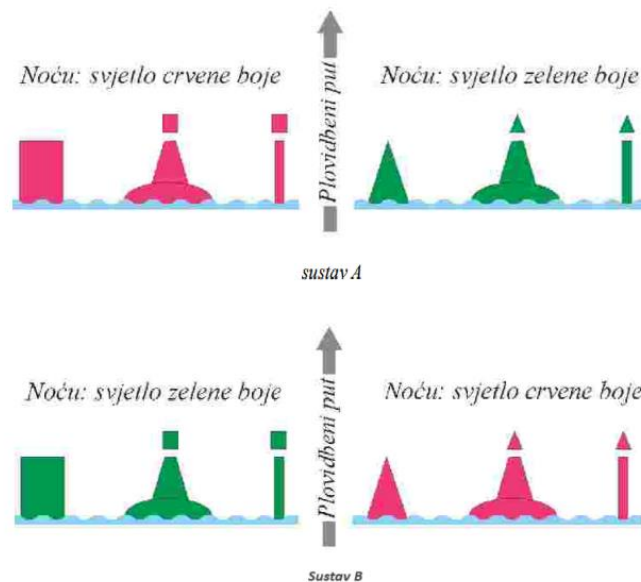 Noću: svjetlo crvene boje
Plovidbeni put
Noću: svjetlo zelene boje
sustav A
Noću: svjetlo zelene boje
Plovidbeni put
Noću: svjetlo crvene boje
Sustav B